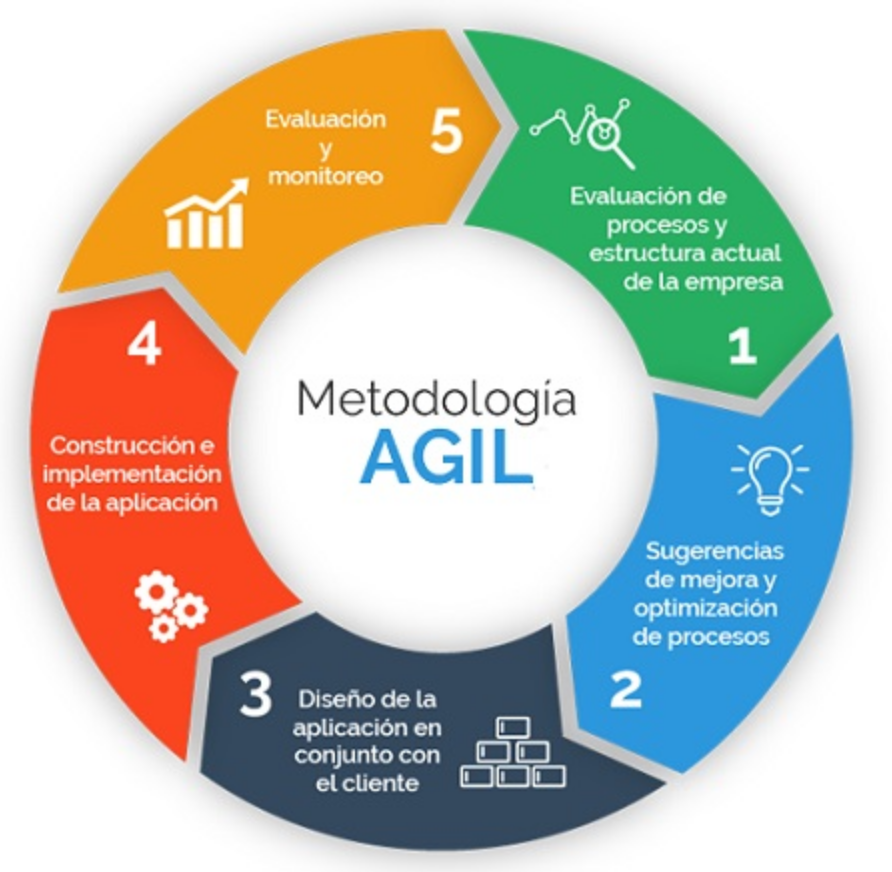 Metodología
AGIL
Evaluación de
procesos y
estructura actual
de la empresa
1
Sugerencias
de mejora y
optimización
de procesos
2
3
Diseño de la
aplicación en
conjunto con
el cliente
4
Construcción e
implementación
de la aplicación
Evaluación
y
monitoreo
5